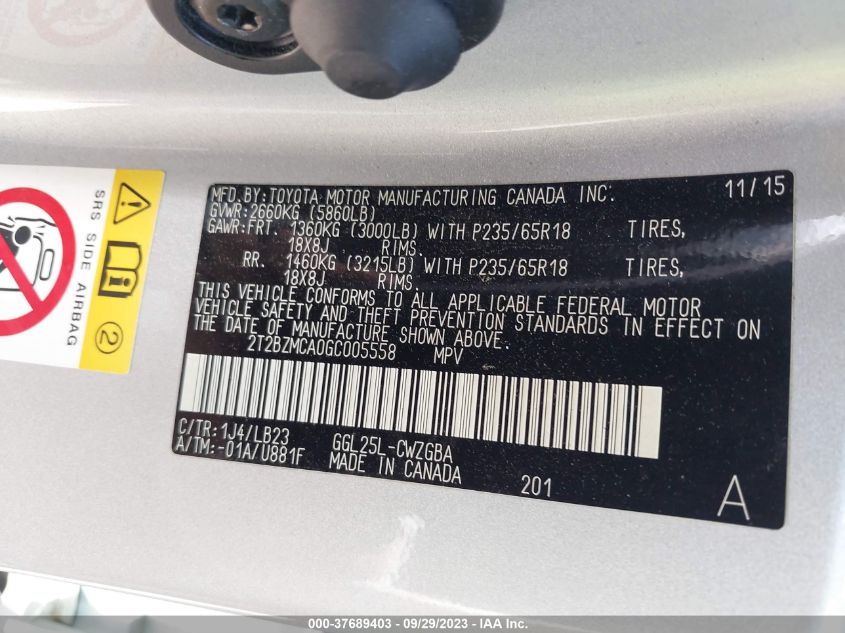 SRS SIDE AIRBAG
2
MFD. BY: TOYOTA MOTOR MANUFACTURING CANADA INC. 11/15
GVWR: 2660KG (5860LB)
GAWR: FRT. 1360KG (3000LB) WITH P235/65R18 TIRES,
18X8J RIMS.
RR. 1460KG (3215LB) WITH P235/65R18 TIRES,
18X8J RIMS.
THIS VEHICLE CONFORMS TO ALL APPLICABLE FEDERAL MOTOR
VEHICLE SAFETY AND THEFT PREVENTION STANDARDS IN EFFECT ON
THE DATE OF MANUFACTURE SHOWN ABOVE.
2T2BZMCA0GC005558 MPV
C/TR: 1J4/LB23 GGL25L-CWZGBA
A/TM: -01A/U881F MADE IN CANADA
201 A
000-37689403 - 09/29/2023 - IAA Inc.